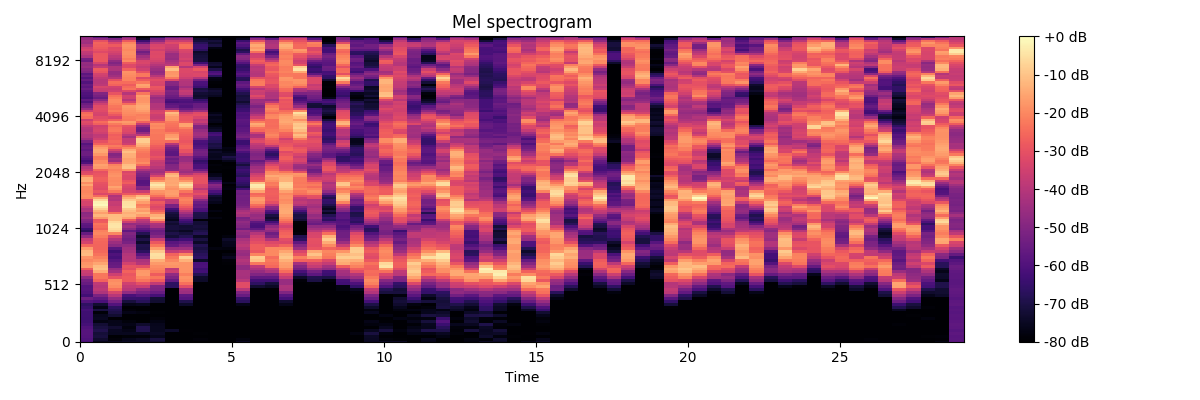 Mel spectrogram
Hz
8192
4096
2048
1024
512
0
0 5 10 15 20 25
Time
+0 dB
-10 dB
-20 dB
-30 dB
-40 dB
-50 dB
-60 dB
-70 dB
-80 dB